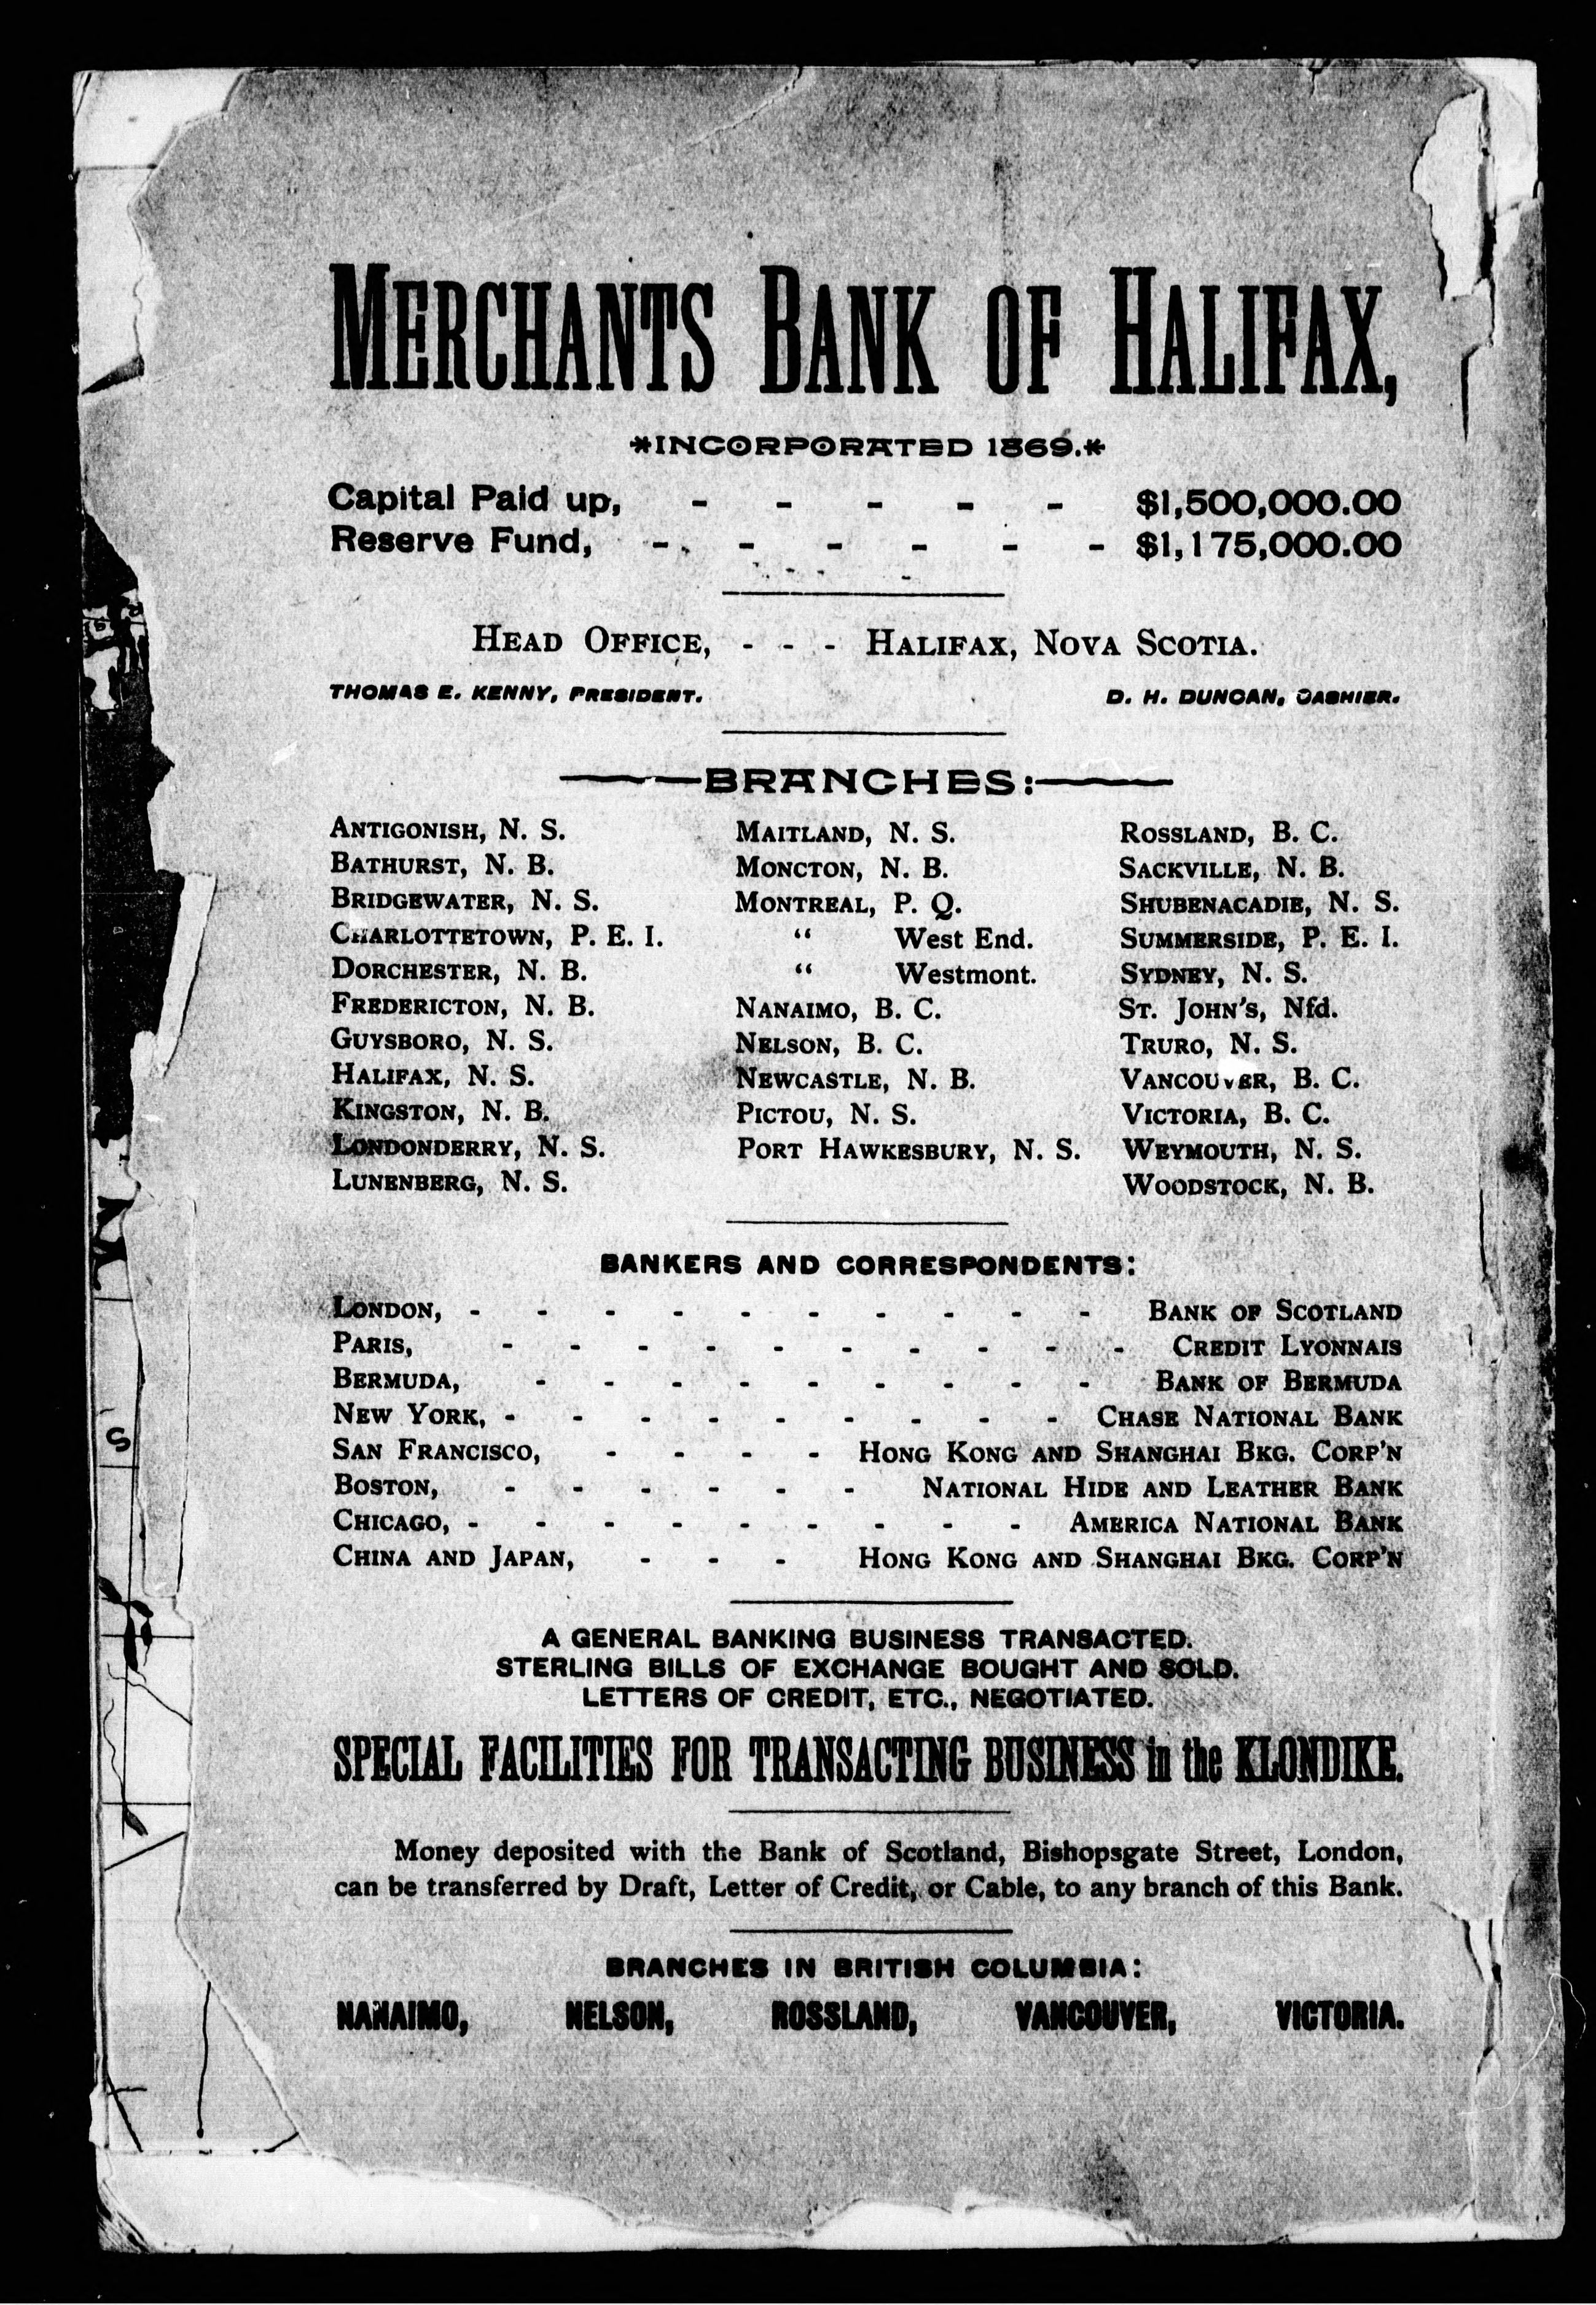 MERCHANTS BANK OF HALIFAX,
*INCORPORATED 1869.*
Capital Paid up, - - - - - $1,500,000.00
Reserve Fund, - - - - - - $1,175,000.00
HEAD OFFICE, - - - HALIFAX, NOVA SCOTIA.
THOMAS E. KENNY, PRESIDENT. D. H. DUNCAN, CASHIER.
BRANCHES:
ANTIGONISH, N. S.
BATHURST, N. B.
BRIDGEWATER, N. S.
CHARLOTTETOWN, P. E. I.
DORCHESTER, N. B.
FREDERICTON, N. B.
GUYSBORO, N. S.
HALIFAX, N. S.
KINGSTON, N. B.
LONDONDERRY, N. S.
LUNENBERG, N. S.
MAITLAND, N. S.
MONCTON, N. B.
MONTREAL, P. Q.
“ West End.
“ Westmont.
NANAIMO, B. C.
NELSON, B. C.
NEWCASTLE, N. B.
PICTOU, N. S.
PORT HAWKESBURY, N. S.
ROSSLAND, B. C.
SACKVILLE, N. B.
SHUBENACADIE, N. S.
SUMMERSIDE, P. E. I.
SYDNEY, N. S.
ST. JOHN'S, Nfd.
TRURO, N. S.
VANCOUVER, B. C.
VICTORIA, B. C.
WEYMOUTH, N. S.
WOODSTOCK, N. B.
BANKERS AND CORRESPONDENTS:
LONDON, - - - - - - - - - - BANK OF SCOTLAND
PARIS, - - - - - - - - - - CREDIT LYONNAIS
BERMUDA, - - - - - - - - - BANK OF BERMUDA
NEW YORK, - - - - - - - - - CHASE NATIONAL BANK
SAN FRANCISCO, - - - - HONG KONG AND SHANGHAI BKG. CORP'N
BOSTON, - - - - - - NATIONAL HIDE AND LEATHER BANK
CHICAGO, - - - - - - - - - AMERICA NATIONAL BANK
CHINA AND JAPAN, - - - HONG KONG AND SHANGHAI BKG. CORP'N
A GENERAL BANKING BUSINESS TRANSACTED.
STERLING BILLS OF EXCHANGE BOUGHT AND SOLD.
LETTERS OF CREDIT, ETC., NEGOTIATED.
SPECIAL FACILITIES FOR TRANSACTING BUSINESS in the KLONDIKE.
Money deposited with the Bank of Scotland, Bishopsgate Street, London,
can be transferred by Draft, Letter of Credit, or Cable, to any branch of this Bank.
BRANCHES IN BRITISH COLUMBIA:
NANAIMO, NELSON, ROSSLAND, VANCOUVER, VICTORIA.